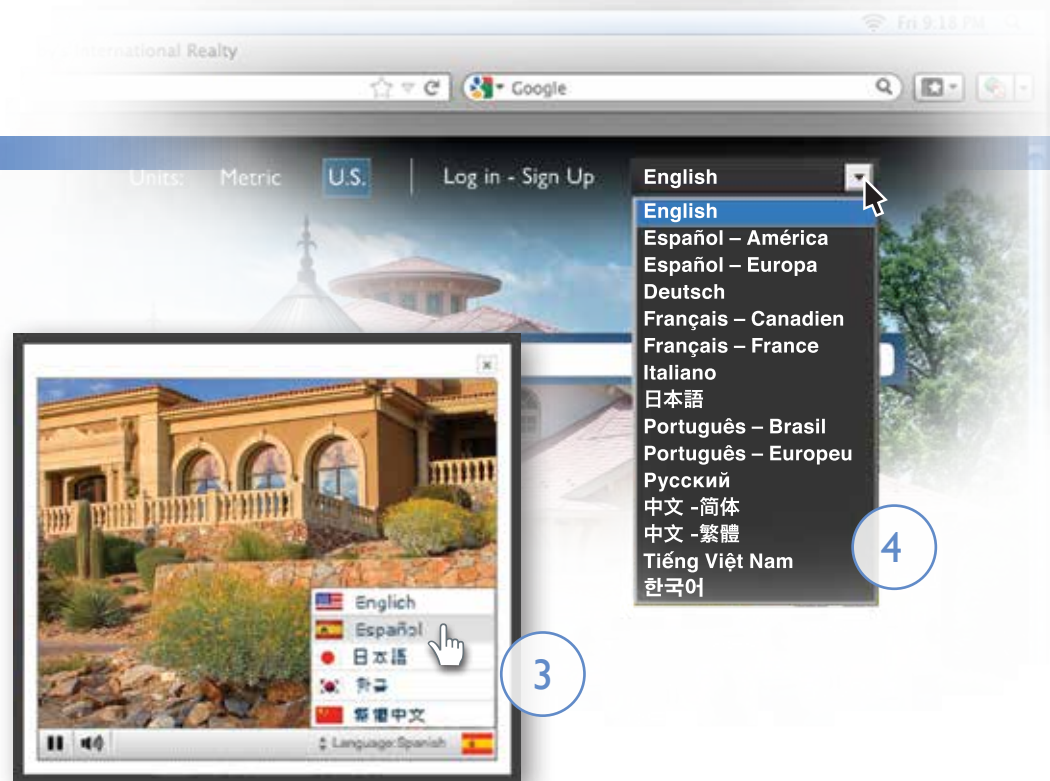 Fri 9:18 PM
International Realty
Google
Units: Metric U.S. Log in - Sign Up English
English
Español – América
Español – Europa
Deutsch
Français – Canadien
Français – France
Italiano
日本語
Português – Brasil
Português – Europeu
Русский
中文 -简体
中文 -繁體
Tiếng Việt Nam
한국어
4
Englich
Español
日本語
中文
3
Language:Spanish